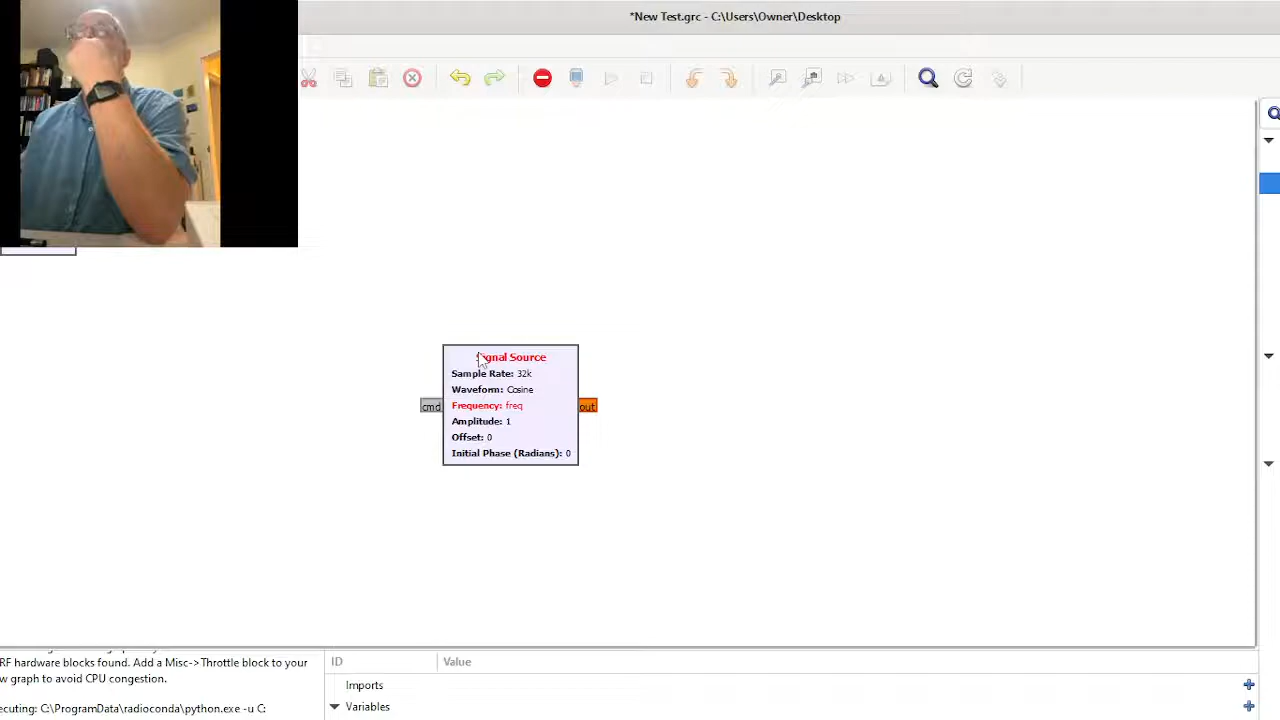 *New Test.grc - C:\Users\Owner\Desktop
Signal Source
Sample Rate: 32k
Waveform: Cosine
Frequency: freq
Amplitude: 1
Offset: 0
Initial Phase (Radians): 0
cmd
out
RF hardware blocks found. Add a Misc->Throttle block to your
w graph to avoid CPU congestion.
ecuting: C:\ProgramData\radioconda\python.exe -u C:
ID
Value
Imports
Variables